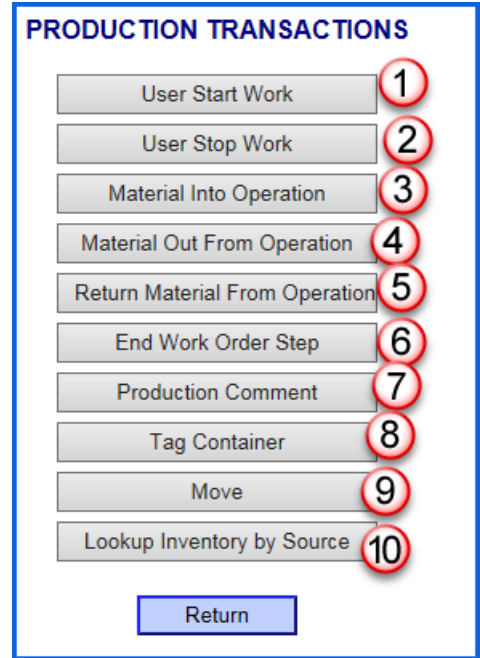 PRODUCTION TRANSACTIONS
User Start Work 1
User Stop Work 2
Material Into Operation 3
Material Out From Operation 4
Return Material From Operation 5
End Work Order Step 6
Production Comment 7
Tag Container 8
Move 9
Lookup Inventory by Source 10
Return